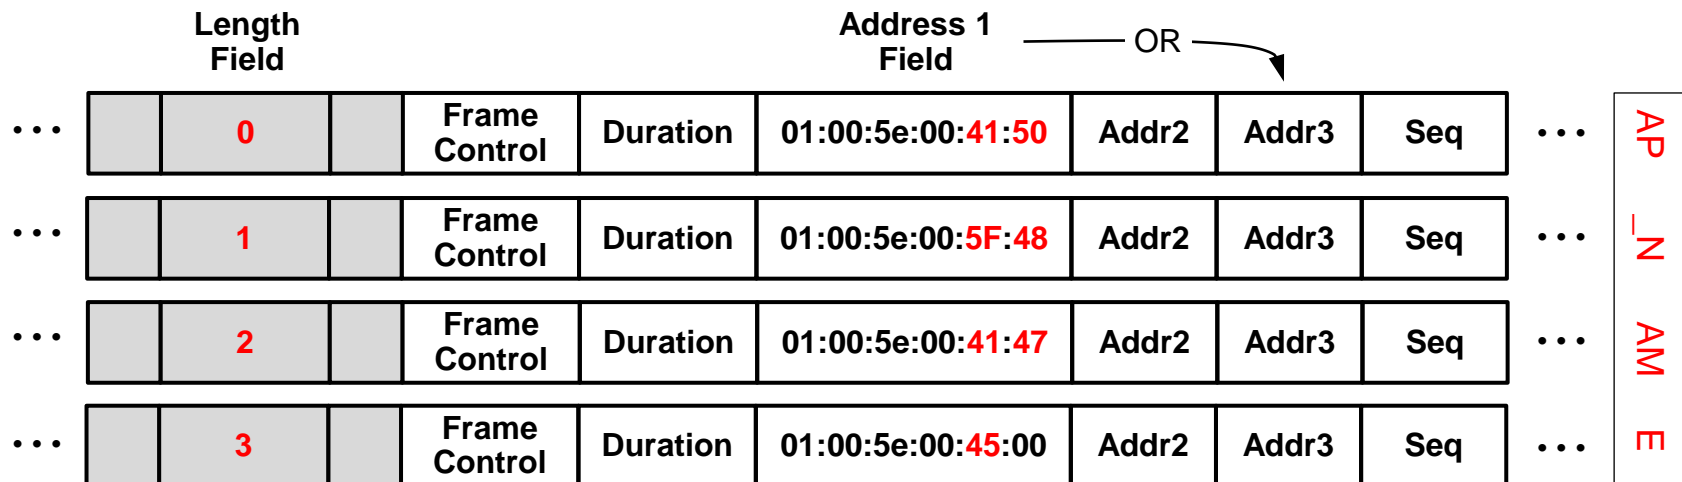 Length Field
Address 1 Field
OR
... 0 Frame Control Duration 01:00:5e:00:41:50 Addr2 Addr3 Seq ... AP
... 1 Frame Control Duration 01:00:5e:00:5F:48 Addr2 Addr3 Seq ... _N
... 2 Frame Control Duration 01:00:5e:00:41:47 Addr2 Addr3 Seq ... AM
... 3 Frame Control Duration 01:00:5e:00:45:00 Addr2 Addr3 Seq ... E